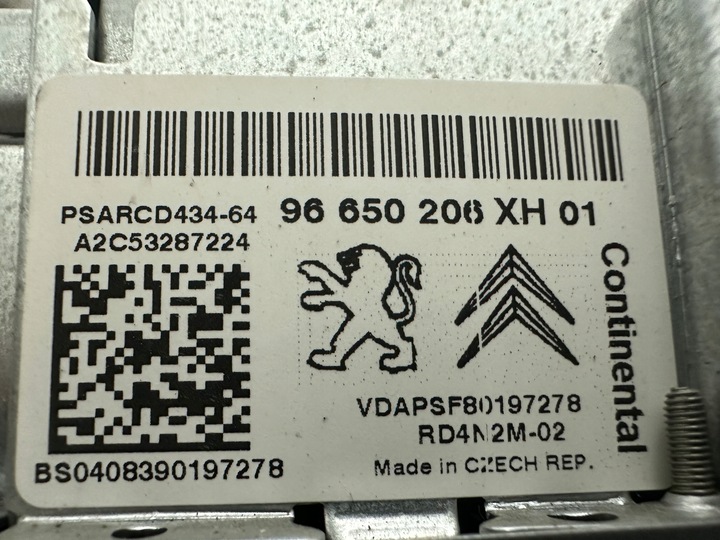 PSARCD434-64 96 650 206 XH 01
A2C53287224
Continental
VDAPSF80197278
RD4N2M-02
BS0408390197278
Made in CZECH REP.